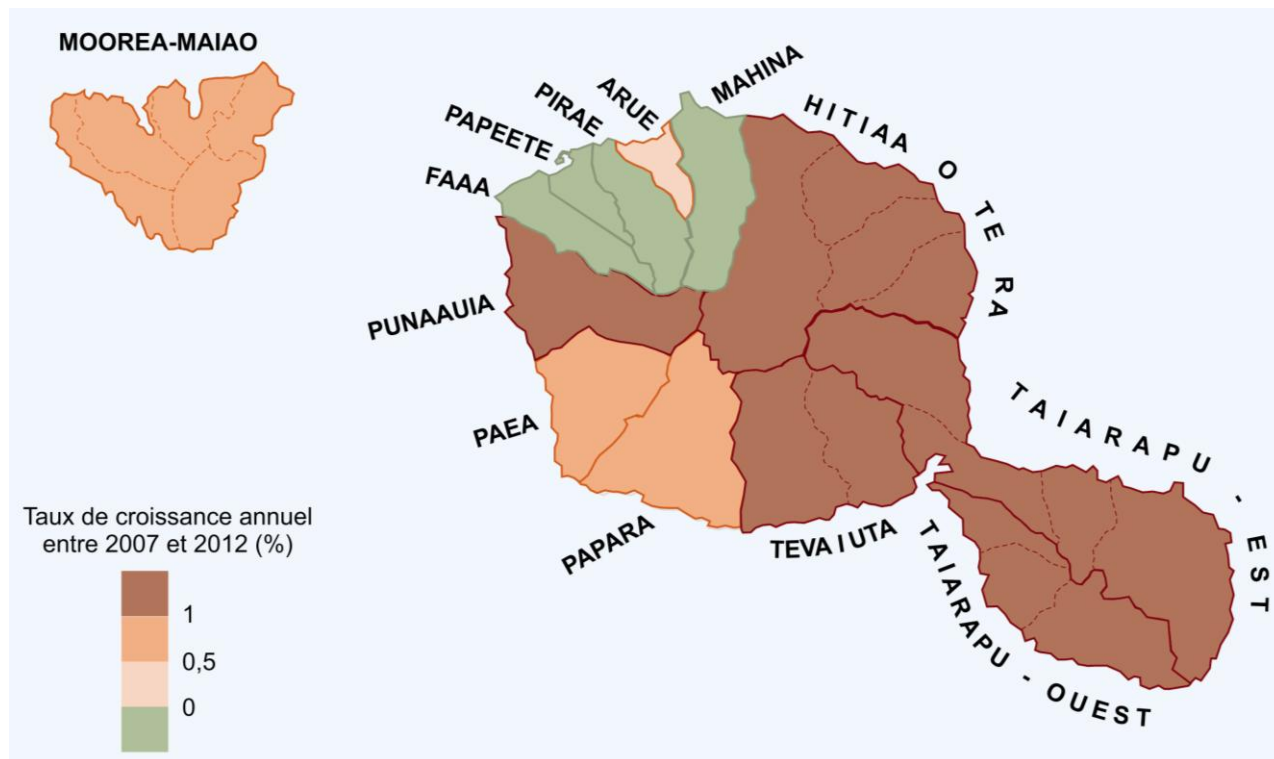 MOOREA-MAIAO
MAHINA
ARUE
PIRAE
PAPEETE
FAAA
HITIAA O TE RA
PUNAAUIA
PAEA
PAPARA
TEVA I UTA
TAIARAPU - EST
TAIARAPU - OUEST
Taux de croissance annuel
entre 2007 et 2012 (%)
1
0,5
0